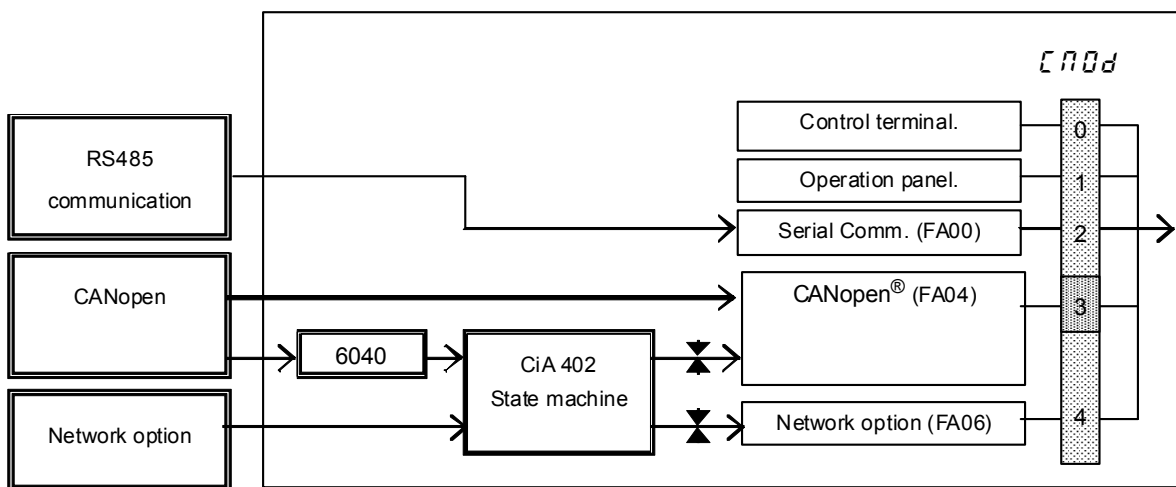 CMOd
Control terminal.
0
RS485
communication
Operation panel.
1
Serial Comm. (FA00)
2
CANopen
CANopen® (FA04)
3
6040
CiA 402
State machine
Network option
Network option (FA06)
4